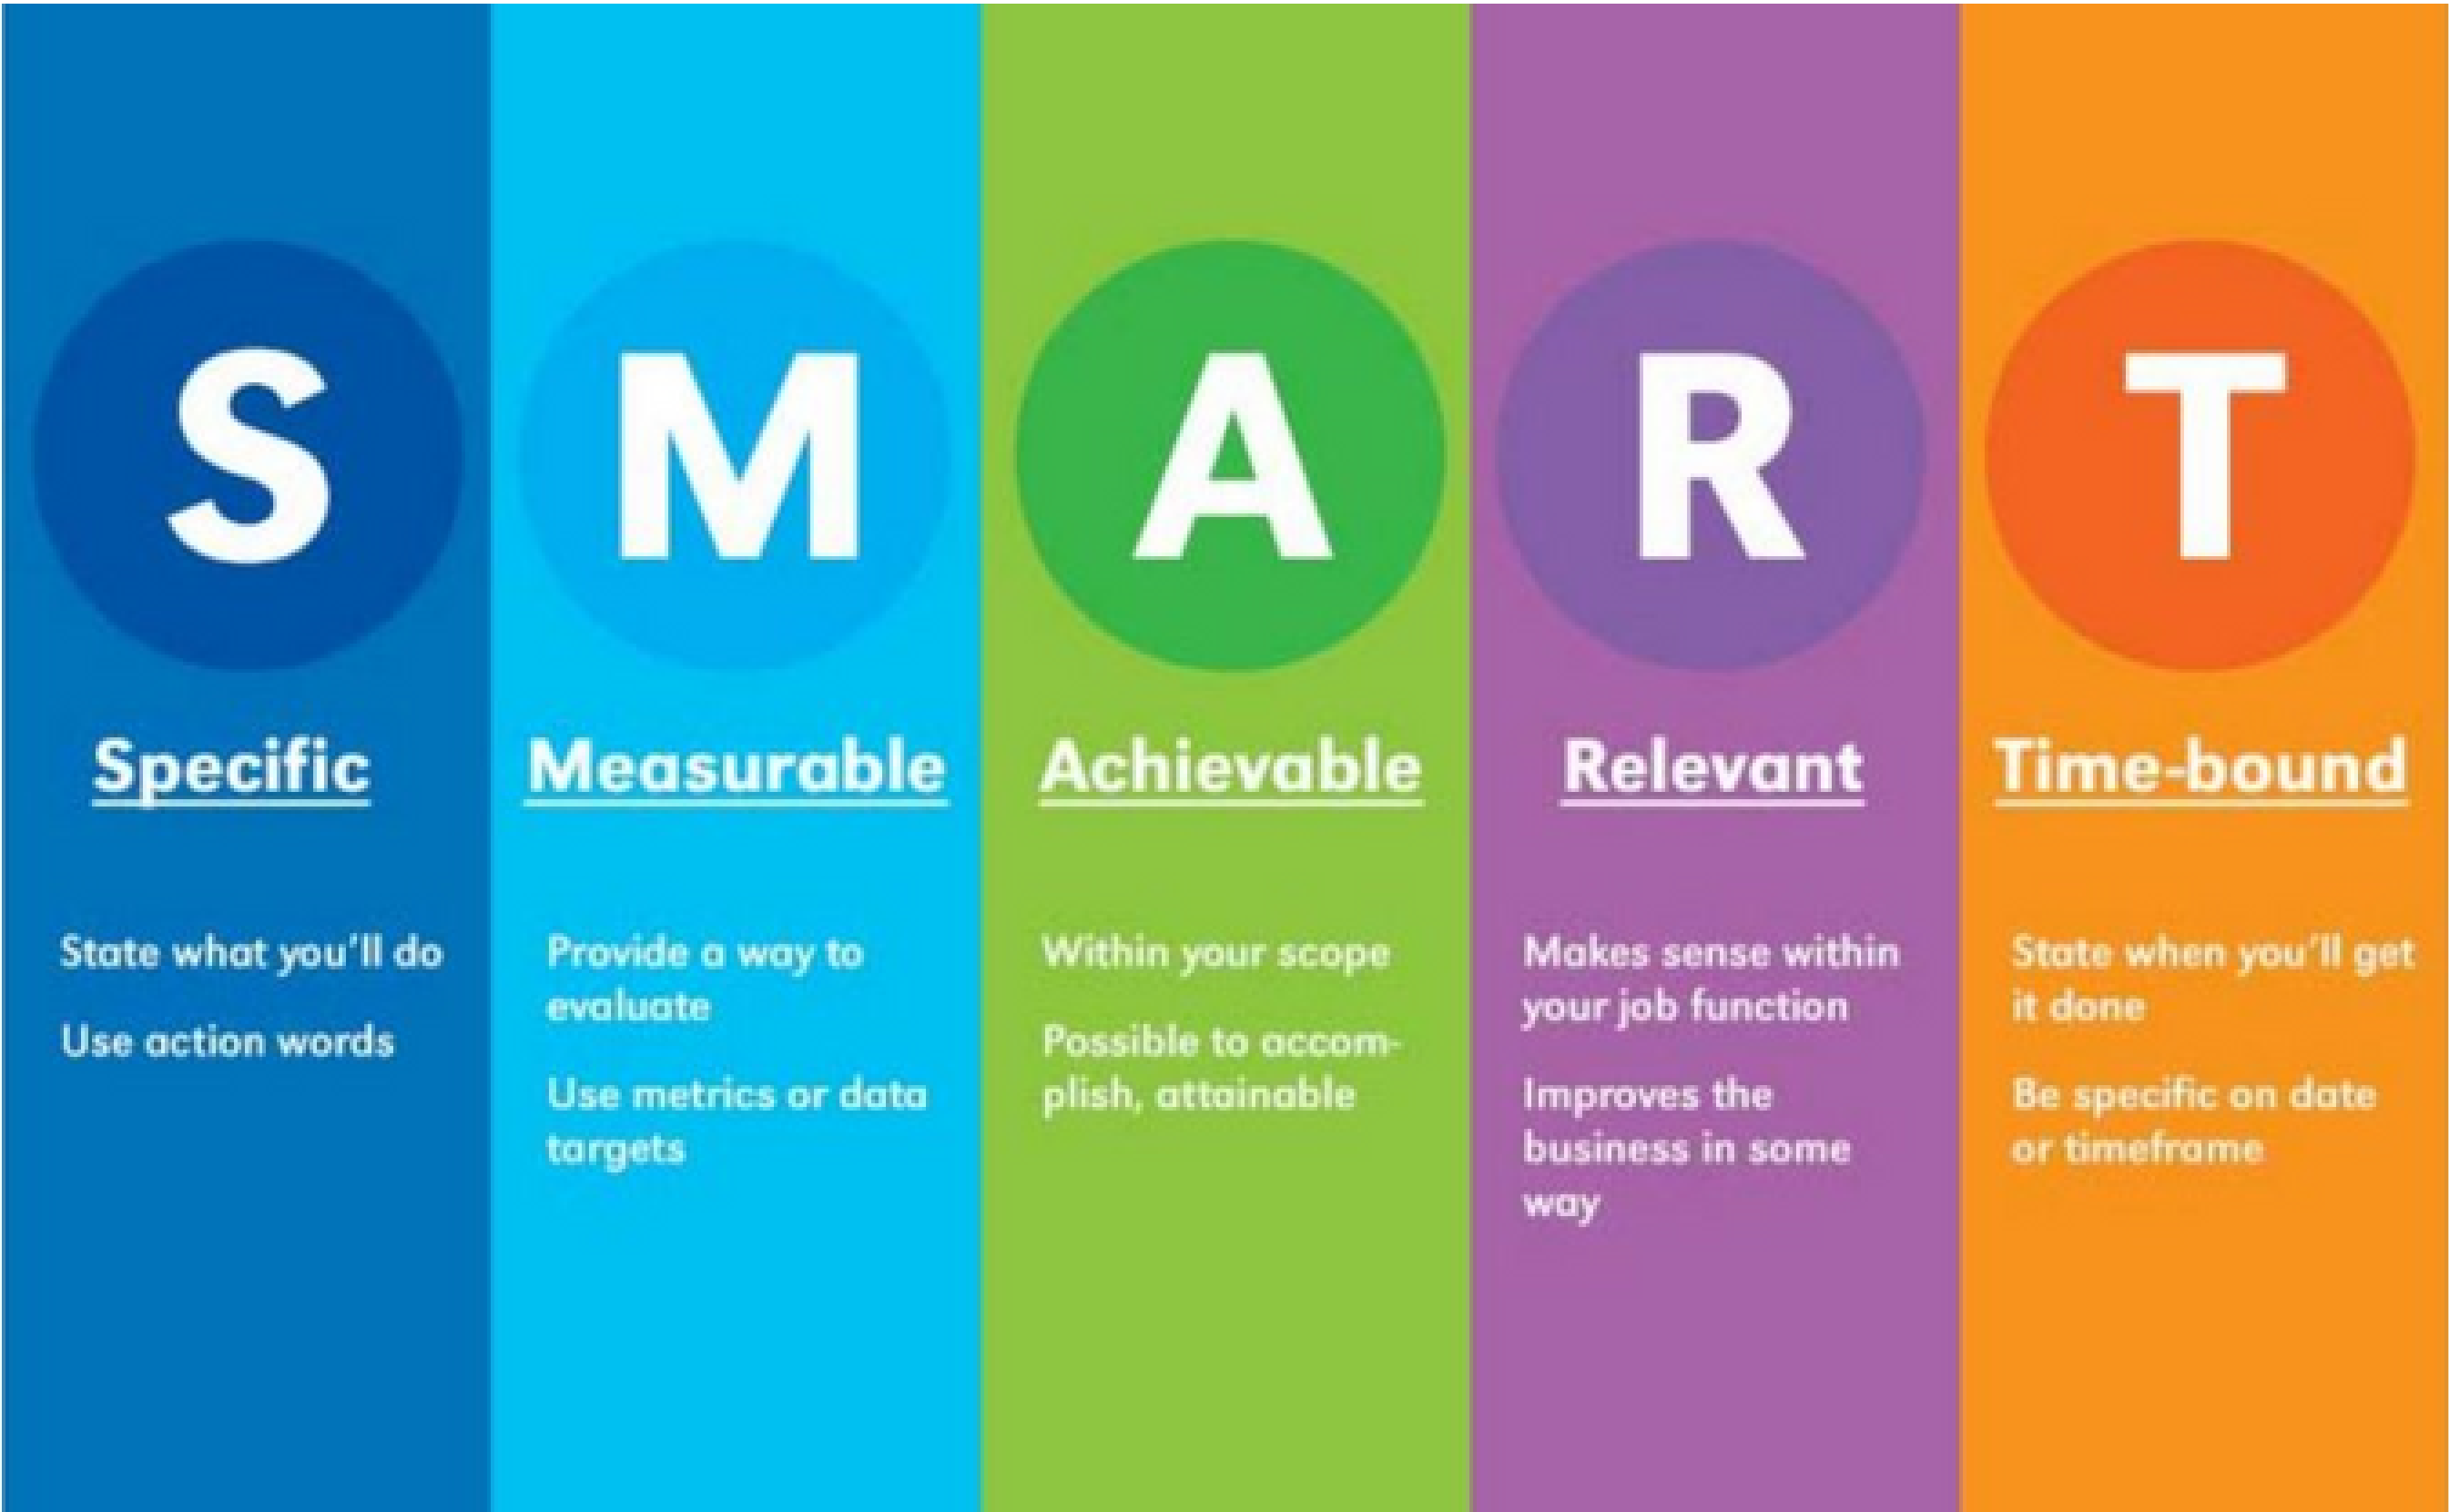 S
Specific
State what you'll do
Use action words
M
Measurable
Provide a way to
evaluate
Use metrics or data
targets
A
Achievable
Within your scope
Possible to accom-
plish, attainable
R
Relevant
Makes sense within
your job function
Improves the
business in some
way
T
Time-bound
State when you'll get
it done
Be specific on date
or timeframe